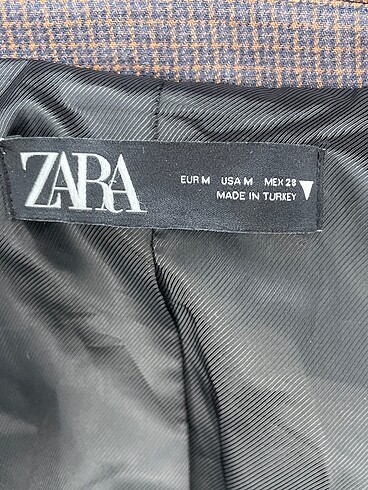 ZARA
EUR M USA M MEX 28
MADE IN TURKEY